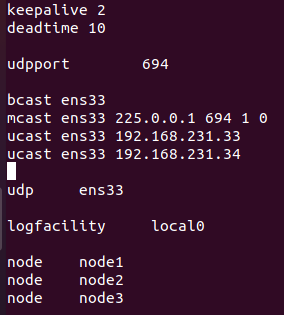 keepalive 2
deadtime 10
udpport 694
bcast ens33
mcast ens33 225.0.0.1 694 1 0
ucast ens33 192.168.231.33
ucast ens33 192.168.231.34
udp ens33
logfacility local0
node node1
node node2
node node3